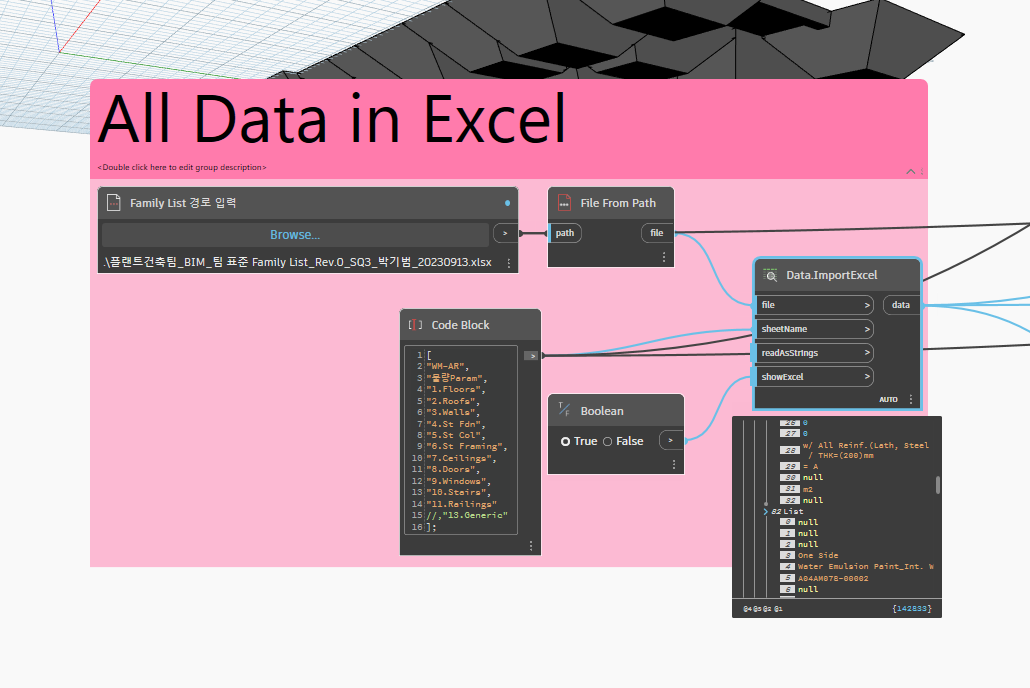 All Data in Excel
<Double click here to edit group description>
Family List 경로 입력
Browse...
>
.\플랜트건축팀_BIM_팀 표준 Family List_Rev.0_SQ3_박기범_20230913.xlsx
File From Path
path
file
Data.ImportExcel
file >
data
sheetName >
readAsStrings >
showExcel >
AUTO
Code Block
>
1 [
2 "WM-AR",
3 "물량Param",
4 "1.Floors",
5 "2.Roofs",
6 "3.Walls",
7 "4.St Fdn",
8 "5.St Col",
9 "6.St Framing",
10 "7.Ceilings",
11 "8.Doors",
12 "9.Windows",
13 "10.Stairs",
14 "11.Railings"
15 //,"13.Generic"
16 ];
T/F Boolean
True False >
26 0
27 0
28 w/ All Reinf.(Lath, Steel
/ THK=(200)mm
29 = A
30 null
31 m2
32 null
82 List
0 null
1 null
2 null
3 One Side
4 Water Emulsion Paint_Int. W
5 A04AM078-00002
6 null
@4 @3 @2 @1
{142833}